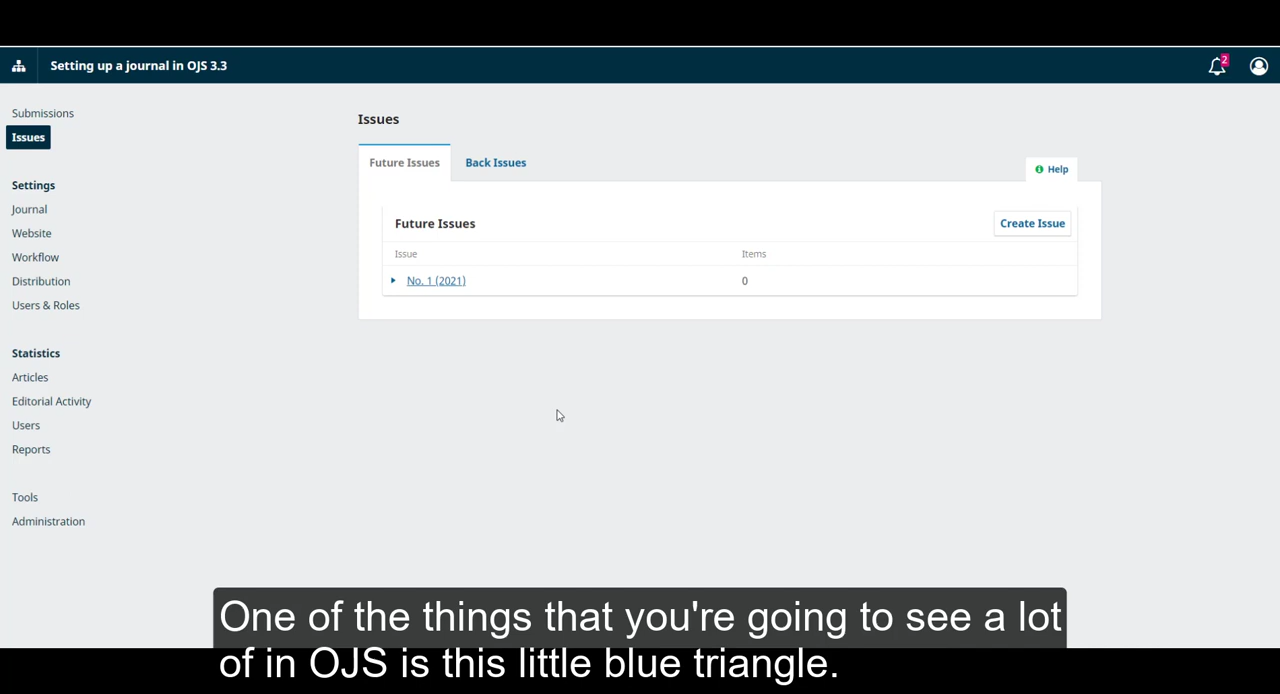 Setting up a journal in OJS 3.3
2
Submissions
Issues
Settings
Journal
Website
Workflow
Distribution
Users & Roles
Statistics
Articles
Editorial Activity
Users
Reports
Tools
Administration
Issues
Future Issues Back Issues
Help
Future Issues Create Issue
Issue Items
No. 1 (2021) 0
One of the things that you're going to see a lot
of in OJS is this little blue triangle.